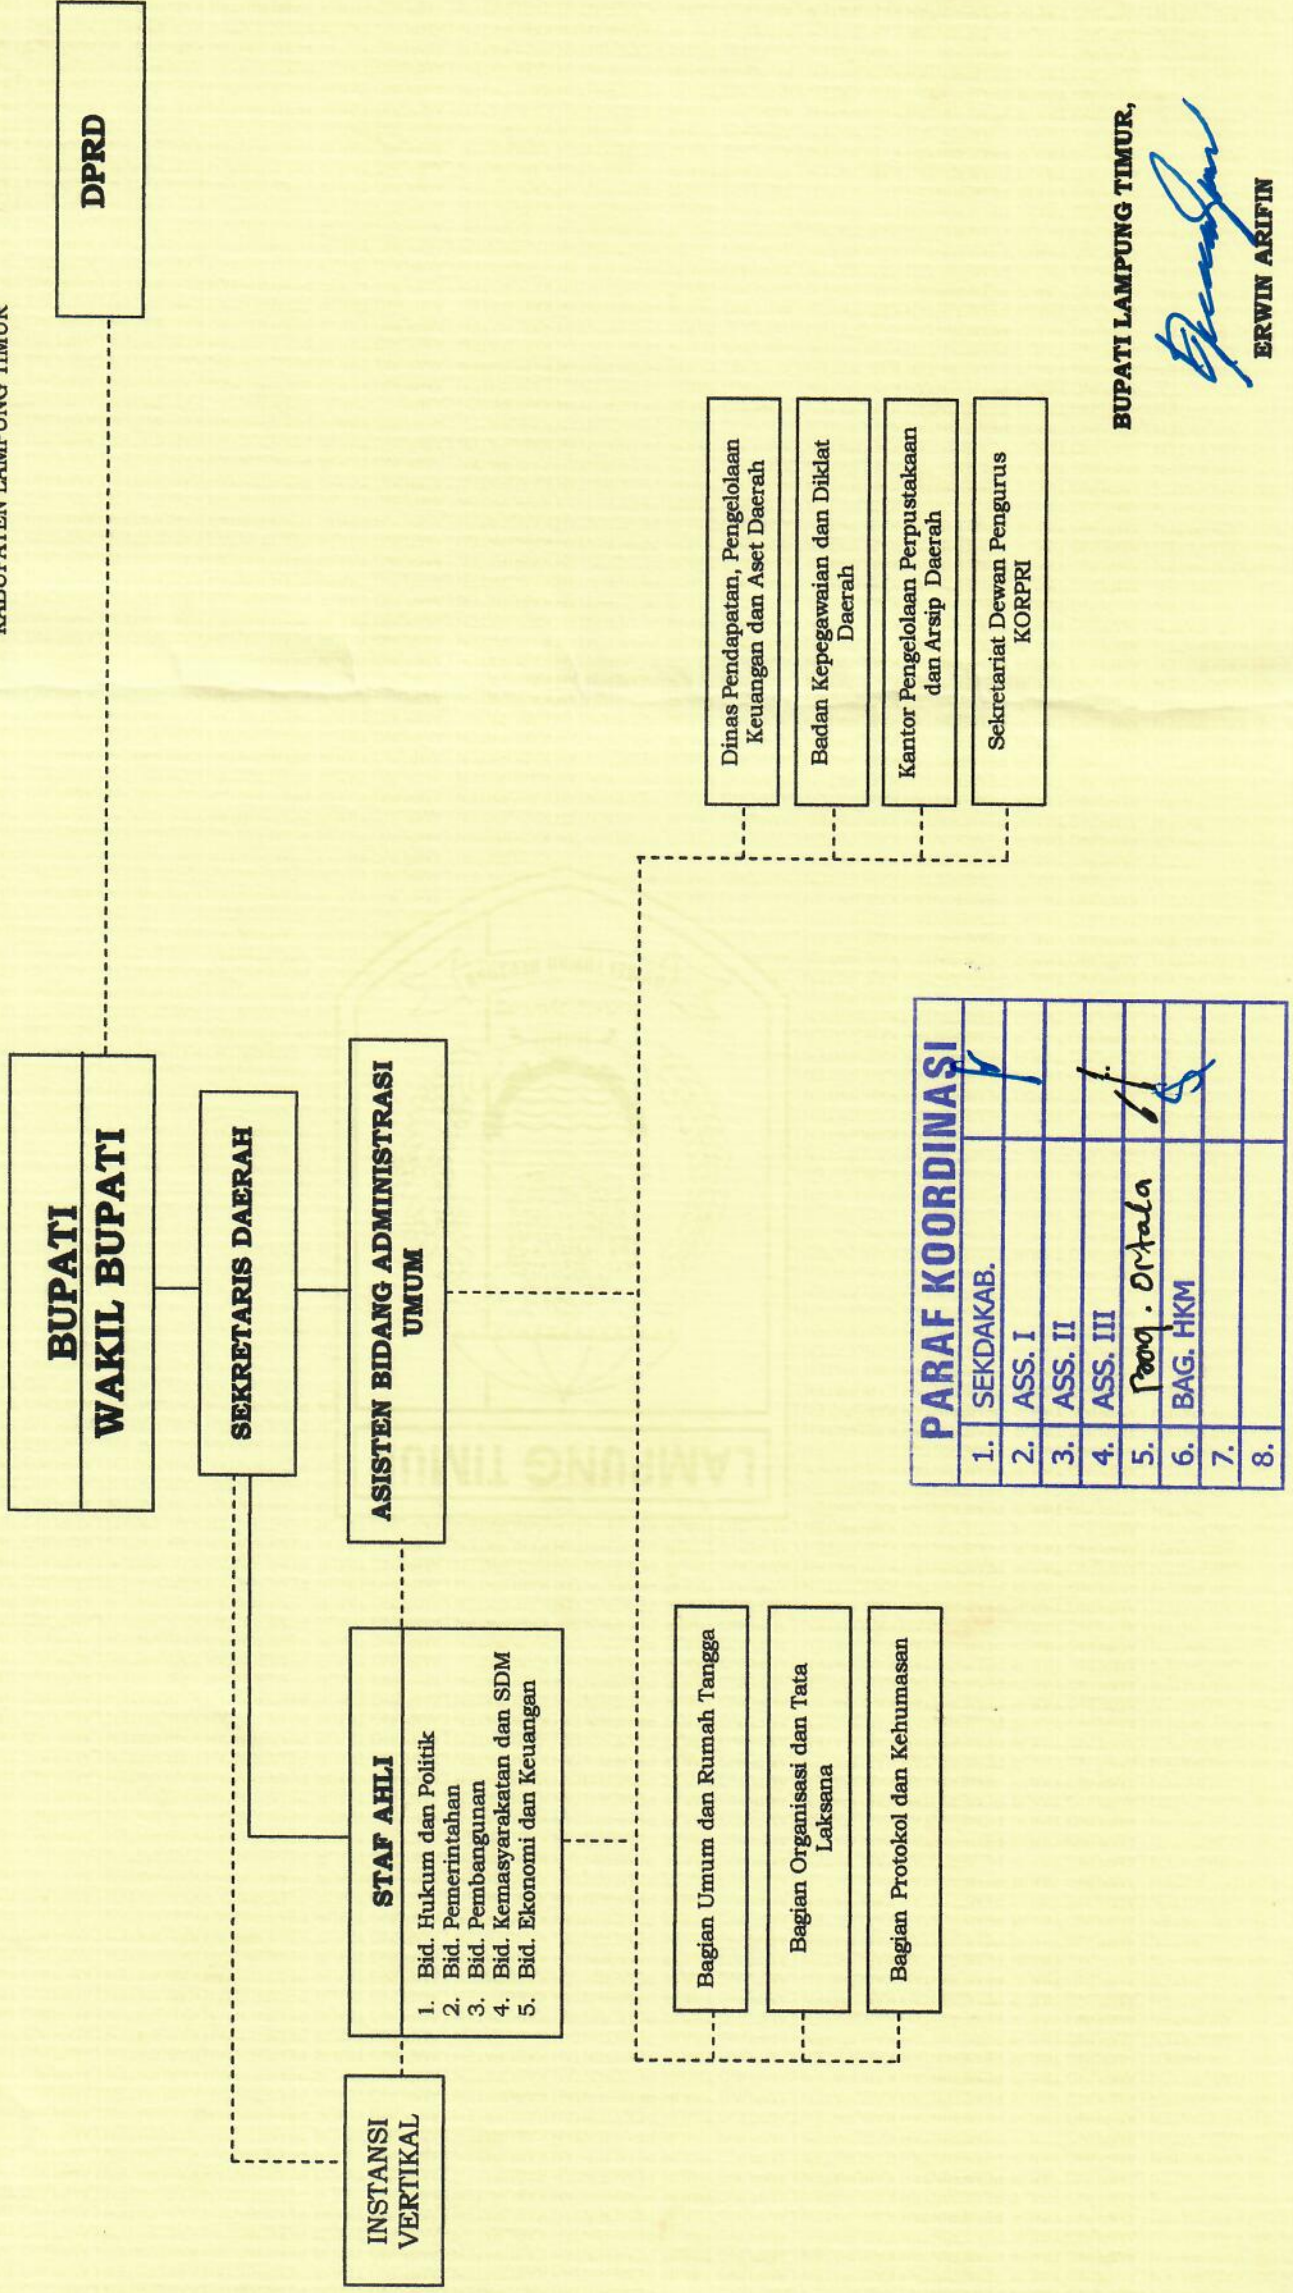 KABUPATEN LAMPUNG TIMUR
BUPATI
WAKIL BUPATI
DPRD
SEKRETARIS DAERAH
INSTANSI
VERTIKAL
STAF AHLI
1. Bid. Hukum dan Politik
2. Bid. Pemerintahan
3. Bid. Pembangunan
4. Bid. Kemasyarakatan dan SDM
5. Bid. Ekonomi dan Keuangan
ASISTEN BIDANG ADMINISTRASI
UMUM
Bagian Umum dan Rumah Tangga
Bagian Organisasi dan Tata
Laksana
Bagian Protokol dan Kehumasan
Dinas Pendapatan, Pengelolaan
Keuangan dan Aset Daerah
Badan Kepegawaian dan Diklat
Daerah
Kantor Pengelolaan Perpustakaan
dan Arsip Daerah
Sekretariat Dewan Pengurus
KORPRI
PARAF KOORDINASI
1. SEKDAKAB.
2. ASS. I
3. ASS. II
4. ASS. III
5. Bag. Ortala
6. BAG. HKM
7.
8.
BUPATI LAMPUNG TIMUR,
ERWIN ARIFIN
LAMPUNG TIMUR